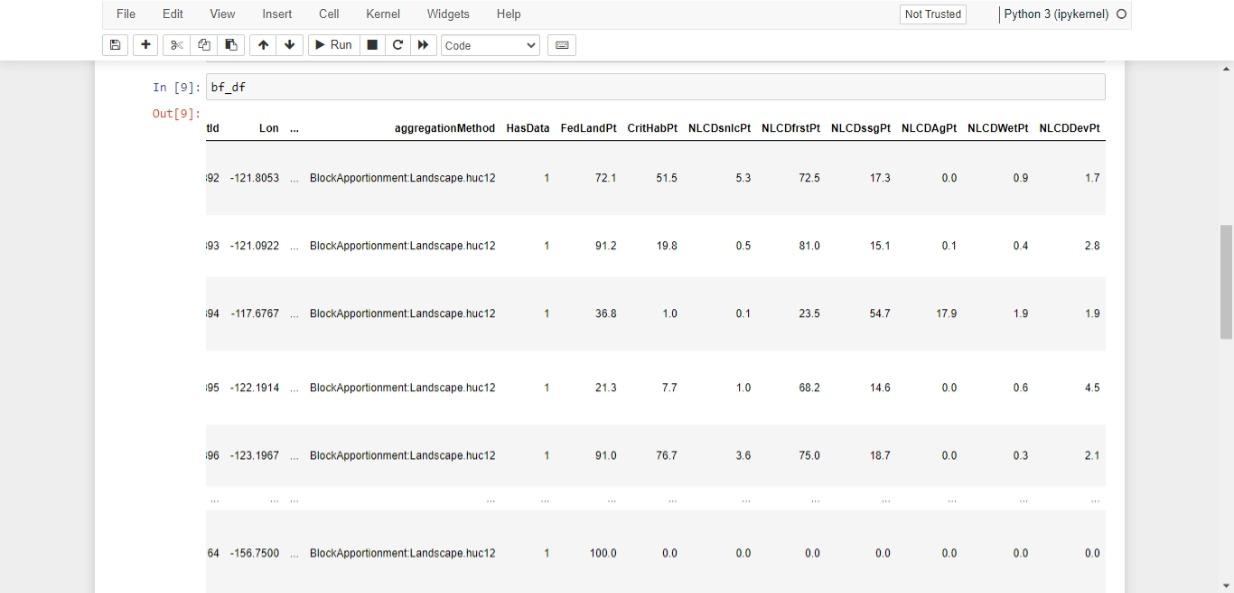 File Edit View Insert Cell Kernel Widgets Help Not Trusted Python 3 (ipykernel)
Run Code
In [9]: bf_df
Out[9]:
tId Lon ... aggregationMethod HasData FedLandPt CritHabPt NLCDsnIcPt NLCDfrstPt NLCDssgPt NLCDAgPt NLCDWetPt NLCDDevPt
392 -121.8053 ... BlockApportionment:Landscape.huc12 1 72.1 51.5 5.3 72.5 17.3 0.0 0.9 1.7
393 -121.0922 ... BlockApportionment:Landscape.huc12 1 91.2 19.8 0.5 81.0 15.1 0.1 0.4 2.8
394 -117.6767 ... BlockApportionment:Landscape.huc12 1 36.8 1.0 0.1 23.5 54.7 17.9 1.9 1.9
395 -122.1914 ... BlockApportionment:Landscape.huc12 1 21.3 7.7 1.0 68.2 14.6 0.0 0.6 4.5
396 -123.1967 ... BlockApportionment:Landscape.huc12 1 91.0 76.7 3.6 75.0 18.7 0.0 0.3 2.1
... ... ... ... ... ... ... ... ... ... ... ... ...
64 -156.7500 ... BlockApportionment:Landscape.huc12 1 100.0 0.0 0.0 0.0 0.0 0.0 0.0 0.0